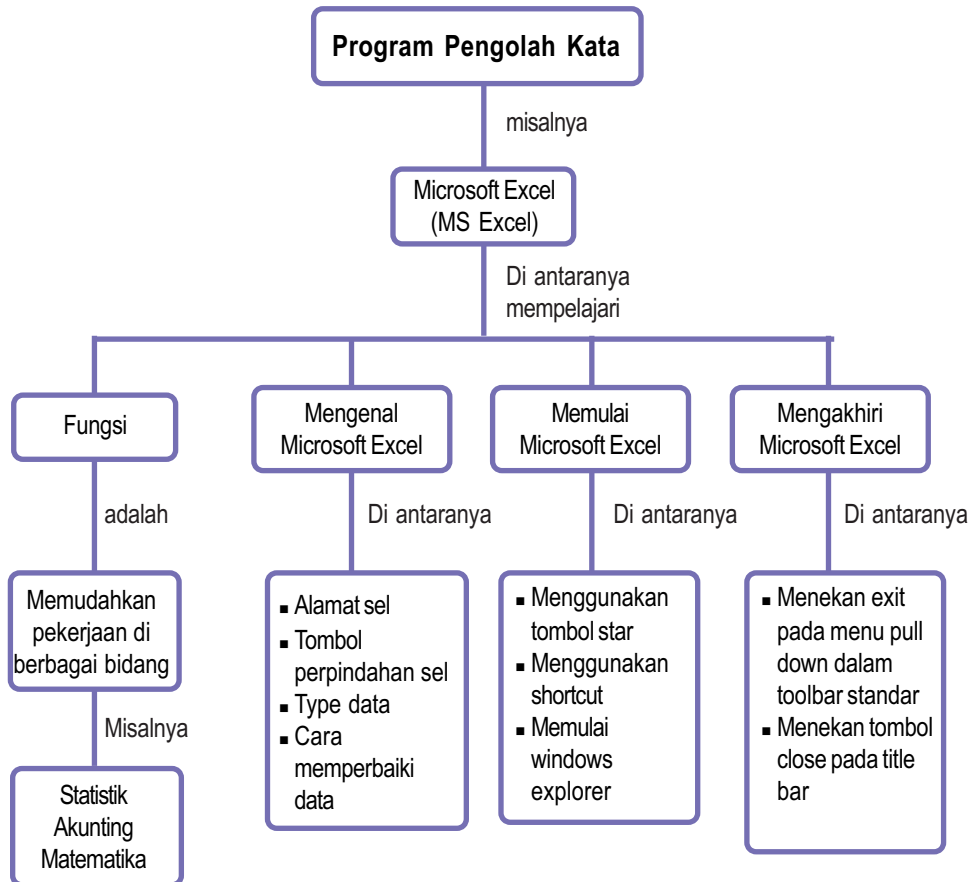 Program Pengolah Kata
misalnya
Microsoft Excel
(MS Excel)
Di antaranya
mempelajari
Fungsi
adalah
Memudahkan
pekerjaan di
berbagai bidang
Misalnya
Statistik
Akunting
Matematika
Mengenal
Microsoft Excel
Di antaranya
▪ Alamat sel
▪ Tombol
perpindahan sel
▪ Type data
▪ Cara
memperbaiki
data
Memulai
Microsoft Excel
Di antaranya
▪ Menggunakan
tombol star
▪ Menggunakan
shortcut
▪ Memulai
windows
explorer
Mengakhiri
Microsoft Excel
Di antaranya
▪ Menekan exit
pada menu pull
down dalam
toolbar standar
▪ Menekan tombol
close pada title
bar